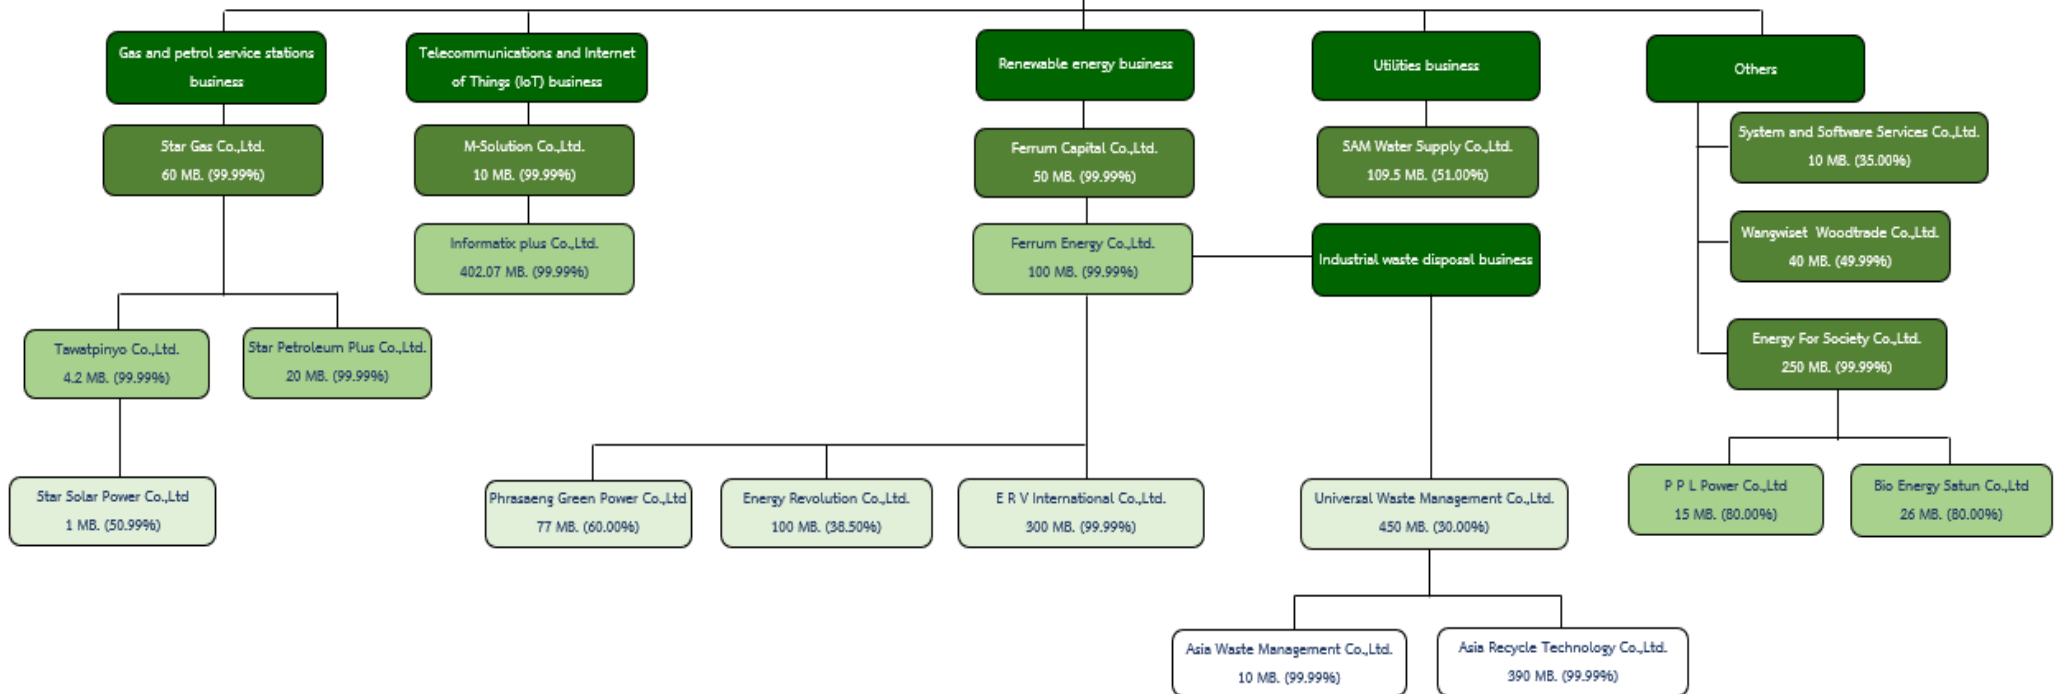 Gas and petrol service stations
business
Telecommunications and Internet
of Things (IoT) business
Renewable energy business
Utilities business
Others
Star Gas Co.,Ltd.
60 MB. (99.99%)
M-Solution Co.,Ltd.
10 MB. (99.99%)
Ferrum Capital Co.,Ltd.
50 MB. (99.99%)
SAM Water Supply Co.,Ltd.
109.5 MB. (51.00%)
System and Software Services Co.,Ltd.
10 MB. (35.00%)
Informatix plus Co.,Ltd.
402.07 MB. (99.99%)
Ferrum Energy Co.,Ltd.
100 MB. (99.99%)
Industrial waste disposal business
Wangwiset Woodtrade Co.,Ltd.
40 MB. (49.99%)
Tawatpinyo Co.,Ltd.
4.2 MB. (99.99%)
Star Petroleum Plus Co.,Ltd.
20 MB. (99.99%)
Energy For Society Co.,Ltd.
250 MB. (99.99%)
Star Solar Power Co.,Ltd
1 MB. (50.99%)
Phrasaeng Green Power Co.,Ltd
77 MB. (60.00%)
Energy Revolution Co.,Ltd.
100 MB. (38.50%)
E R V International Co.,Ltd.
300 MB. (99.99%)
Universal Waste Management Co.,Ltd.
450 MB. (30.00%)
P P L Power Co.,Ltd
15 MB. (80.00%)
Bio Energy Satun Co.,Ltd
26 MB. (80.00%)
Asia Waste Management Co.,Ltd.
10 MB. (99.99%)
Asia Recycle Technology Co.,Ltd.
390 MB. (99.99%)